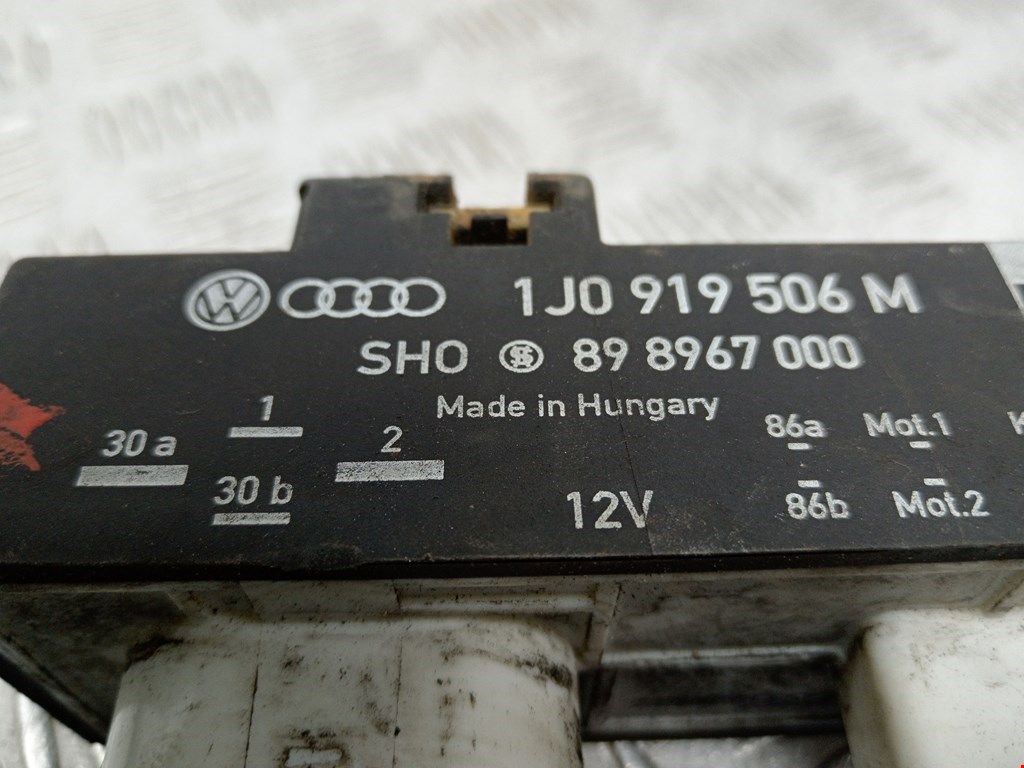 1J0 919 506 M
SHO 89 8967 000
Made in Hungary
1
30 a
2
30 b
12V
86a Mot.1
86b Mot.2